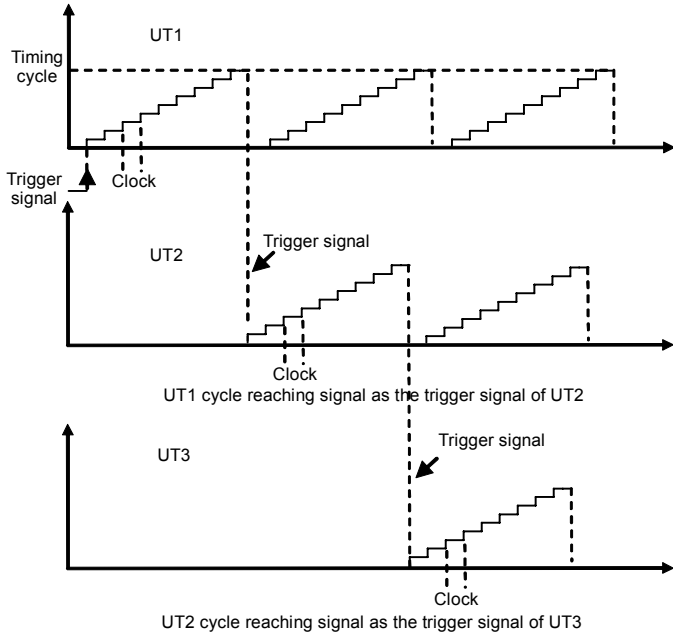 UT1
Timing
cycle
Trigger
signal
Clock
UT2
Trigger signal
Clock
UT1 cycle reaching signal as the trigger signal of UT2
UT3
Trigger signal
Clock
UT2 cycle reaching signal as the trigger signal of UT3